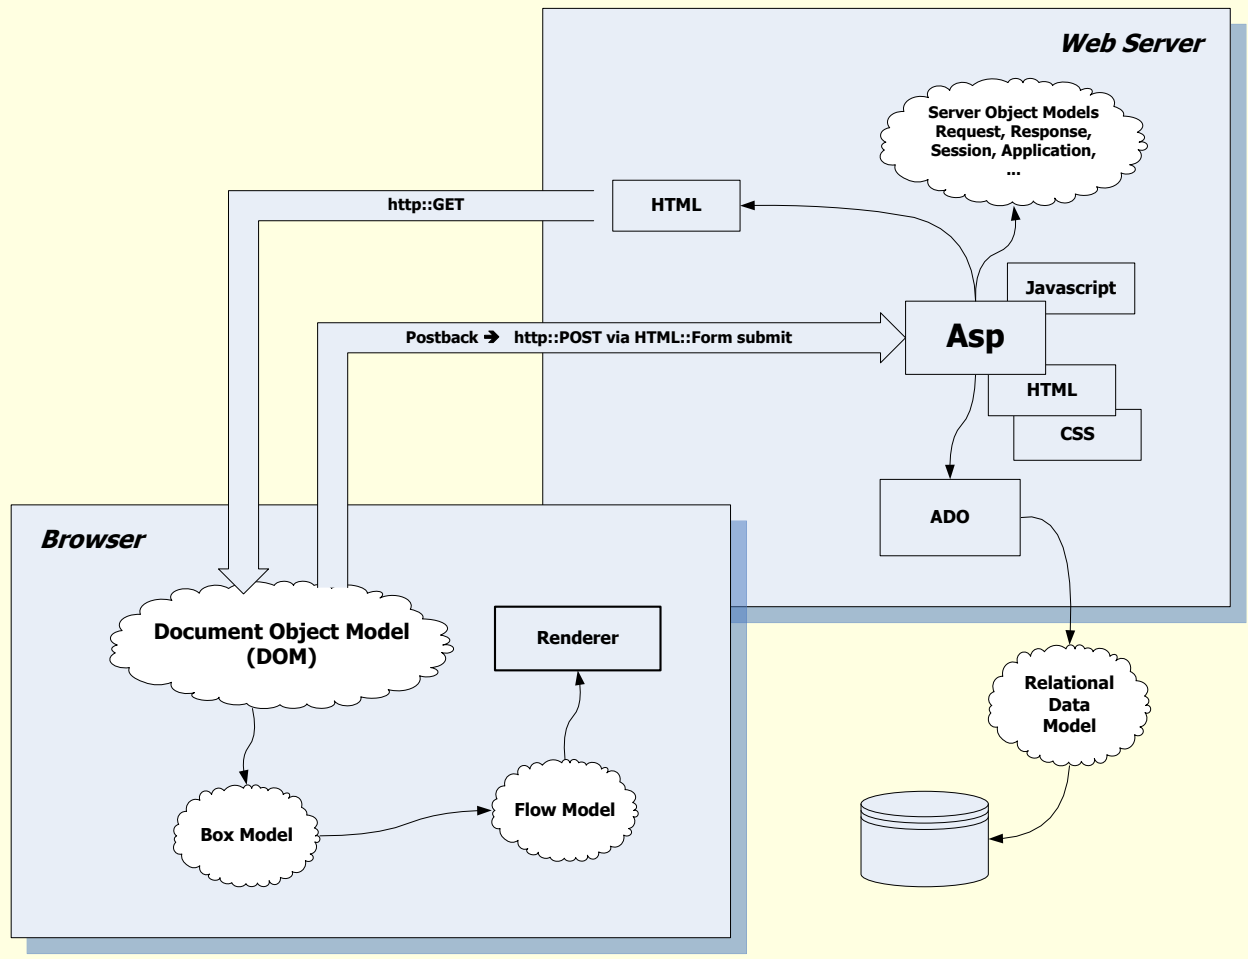 Web Server
Server Object Models
Request, Response,
Session, Application,
...
http::GET
HTML
Javascript
Postback ➔ http::POST via HTML::Form submit
Asp
HTML
CSS
ADO
Browser
Document Object Model
(DOM)
Renderer
Relational
Data
Model
Flow Model
Box Model